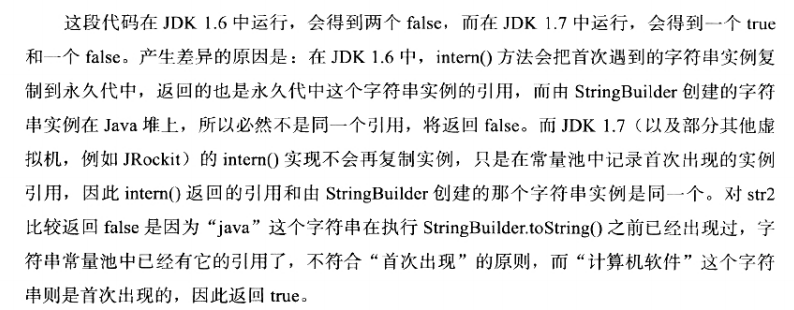 这段代码在 JDK 1.6 中运行，会得到两个 false，而在 JDK 1.7 中运行，会得到一个 true
和一个 false。产生差异的原因是：在 JDK 1.6 中，intern() 方法会把首次遇到的字符串实例复
制到永久代中，返回的也是永久代中这个字符串实例的引用，而由 StringBuilder 创建的字符
串实例在 Java 堆上，所以必然不是同一个引用，将返回 false。而 JDK 1.7（以及部分其他虚
拟机，例如 JRockit）的 intern() 实现不会再复制实例，只是在常量池中记录首次出现的实例
引用，因此 intern() 返回的引用和由 StringBuilder 创建的那个字符串实例是同一个。对 str2
比较返回 false 是因为“java”这个字符串在执行 StringBuilder.toString() 之前已经出现过，字
符串常量池中已经有它的引用了，不符合“首次出现”的原则，而“计算机软件”这个字符
串则是首次出现的，因此返回 true。